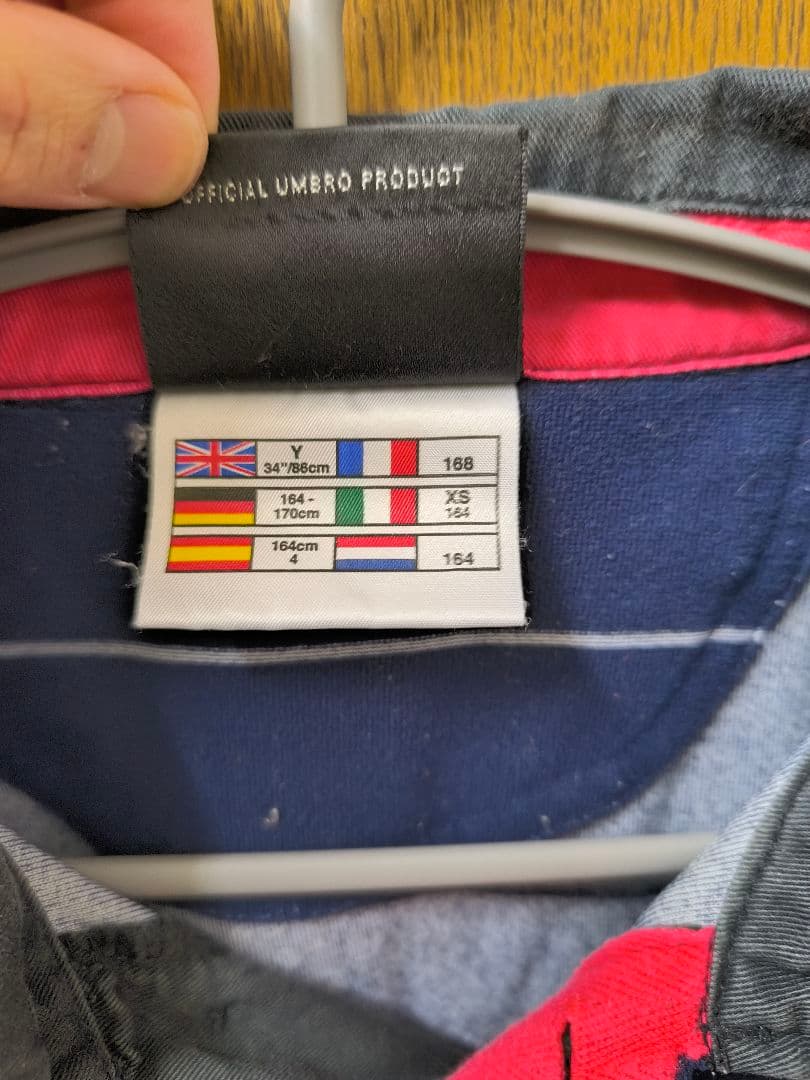 OFFICIAL UMBRO PRODUCT
Y
34"/86cm
168
164 -
170cm
XS
164
164cm
4
164